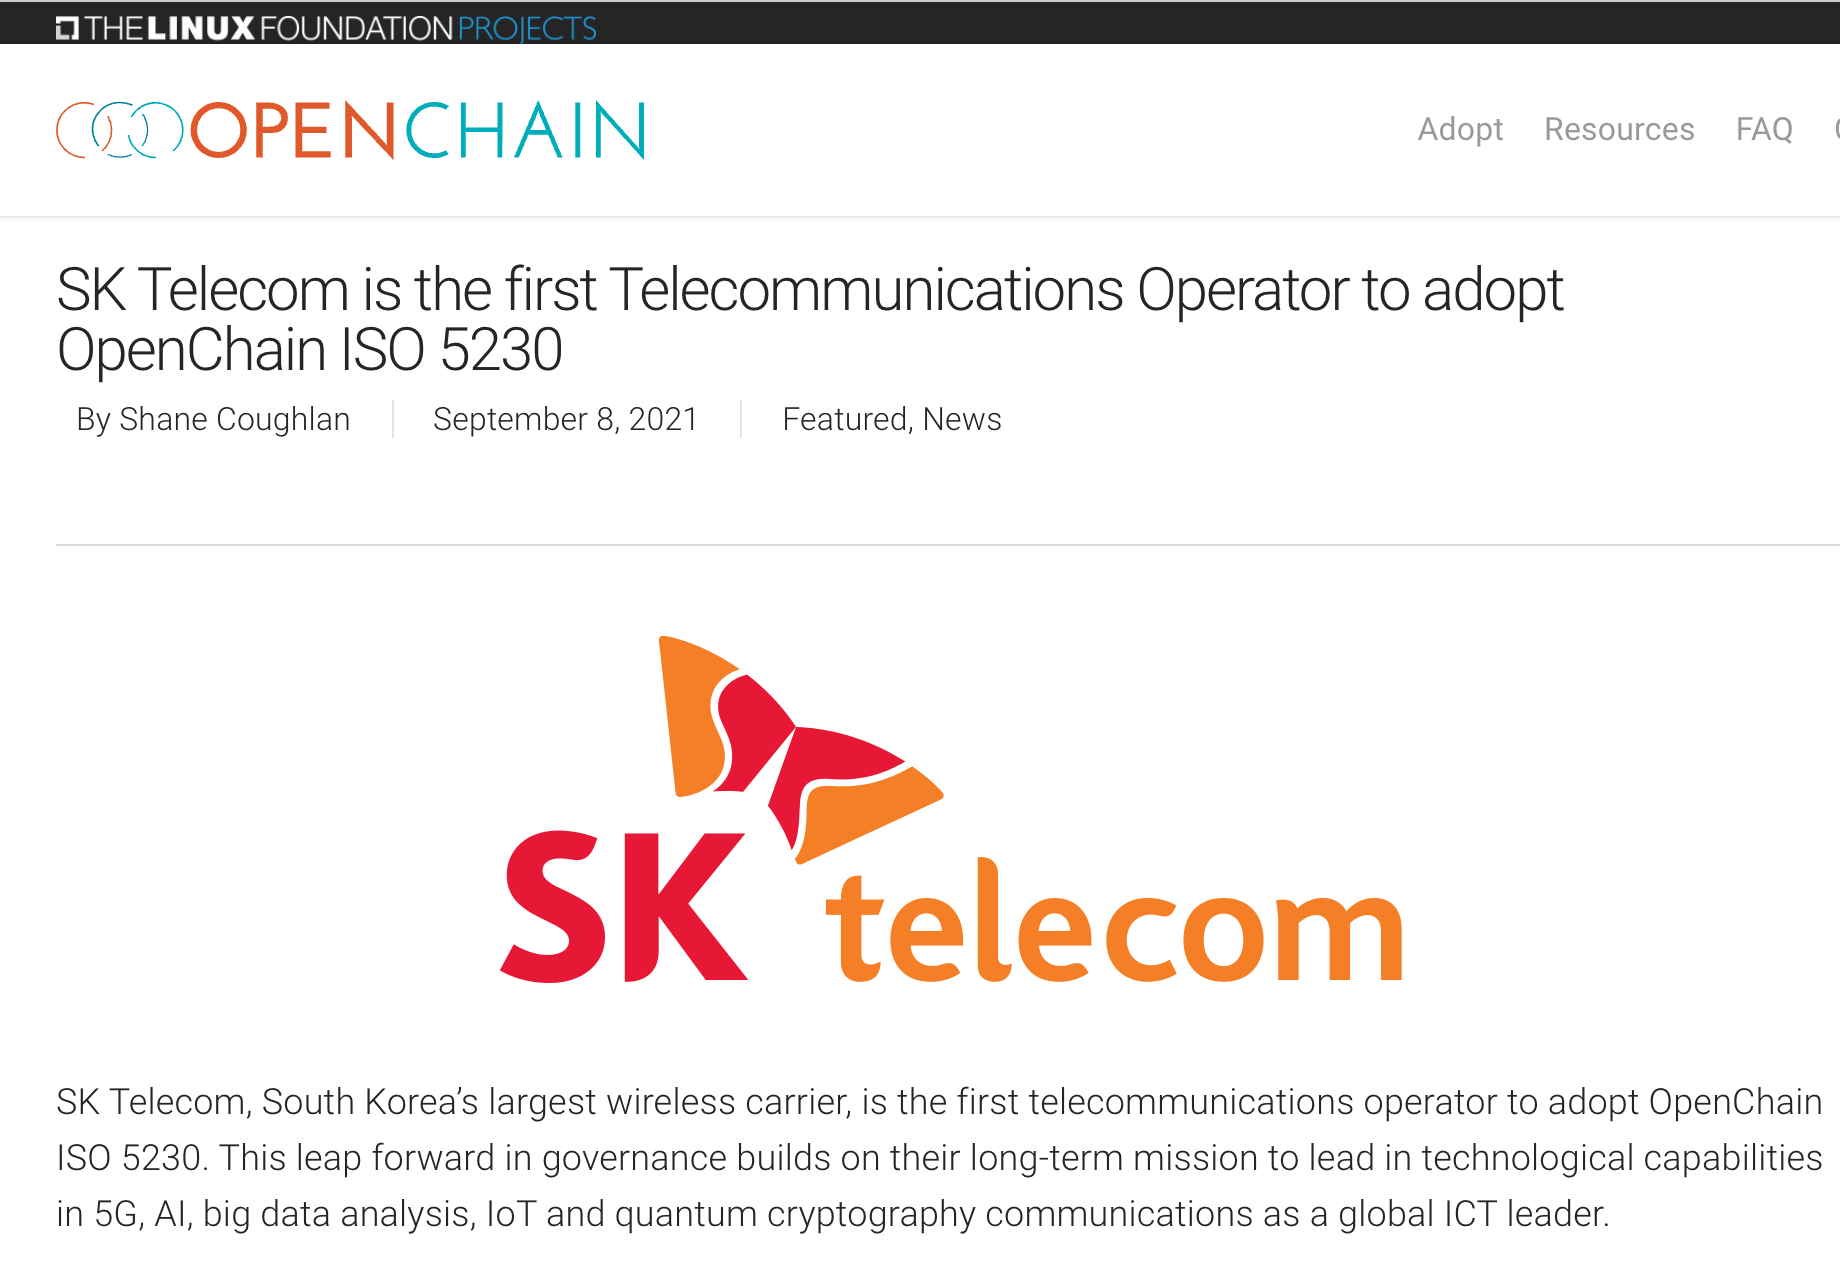 THE LINUX FOUNDATION PROJECTS
OPENCHAIN
Adopt Resources FAQ
SK Telecom is the first Telecommunications Operator to adopt
OpenChain ISO 5230
By Shane Coughlan
September 8, 2021
Featured, News
SK telecom
SK Telecom, South Korea’s largest wireless carrier, is the first telecommunications operator to adopt OpenChain
ISO 5230. This leap forward in governance builds on their long-term mission to lead in technological capabilities
in 5G, AI, big data analysis, IoT and quantum cryptography communications as a global ICT leader.